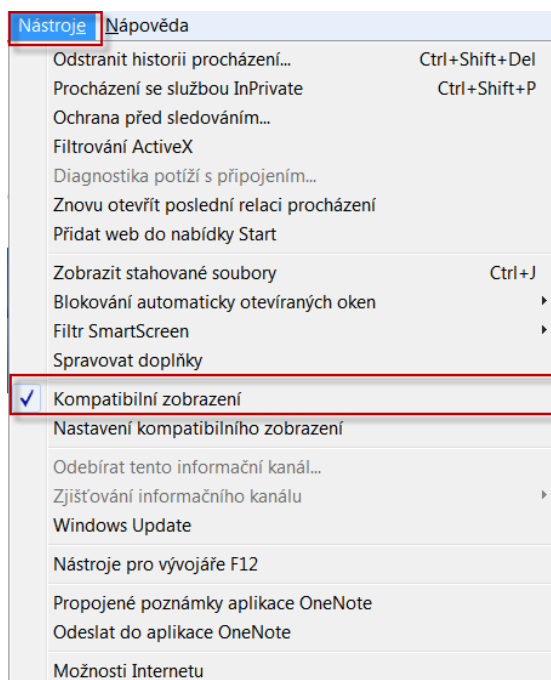 Nástroje Nápověda
Odstranit historii procházení... Ctrl+Shift+Del
Procházení se službou InPrivate Ctrl+Shift+P
Ochrana před sledováním...
Filtrování ActiveX
Diagnostika potíží s připojením...
Znovu otevřít poslední relaci procházení
Přidat web do nabídky Start
Zobrazit stahované soubory Ctrl+J
Blokování automaticky otevíraných oken
Filtr SmartScreen
Spravovat doplňky
Kompatibilní zobrazení
Nastavení kompatibilního zobrazení
Odebírat tento informační kanál...
Zjišťování informačního kanálu
Windows Update
Nástroje pro vývojáře F12
Propojené poznámky aplikace OneNote
Odeslat do aplikace OneNote
Možnosti Internetu